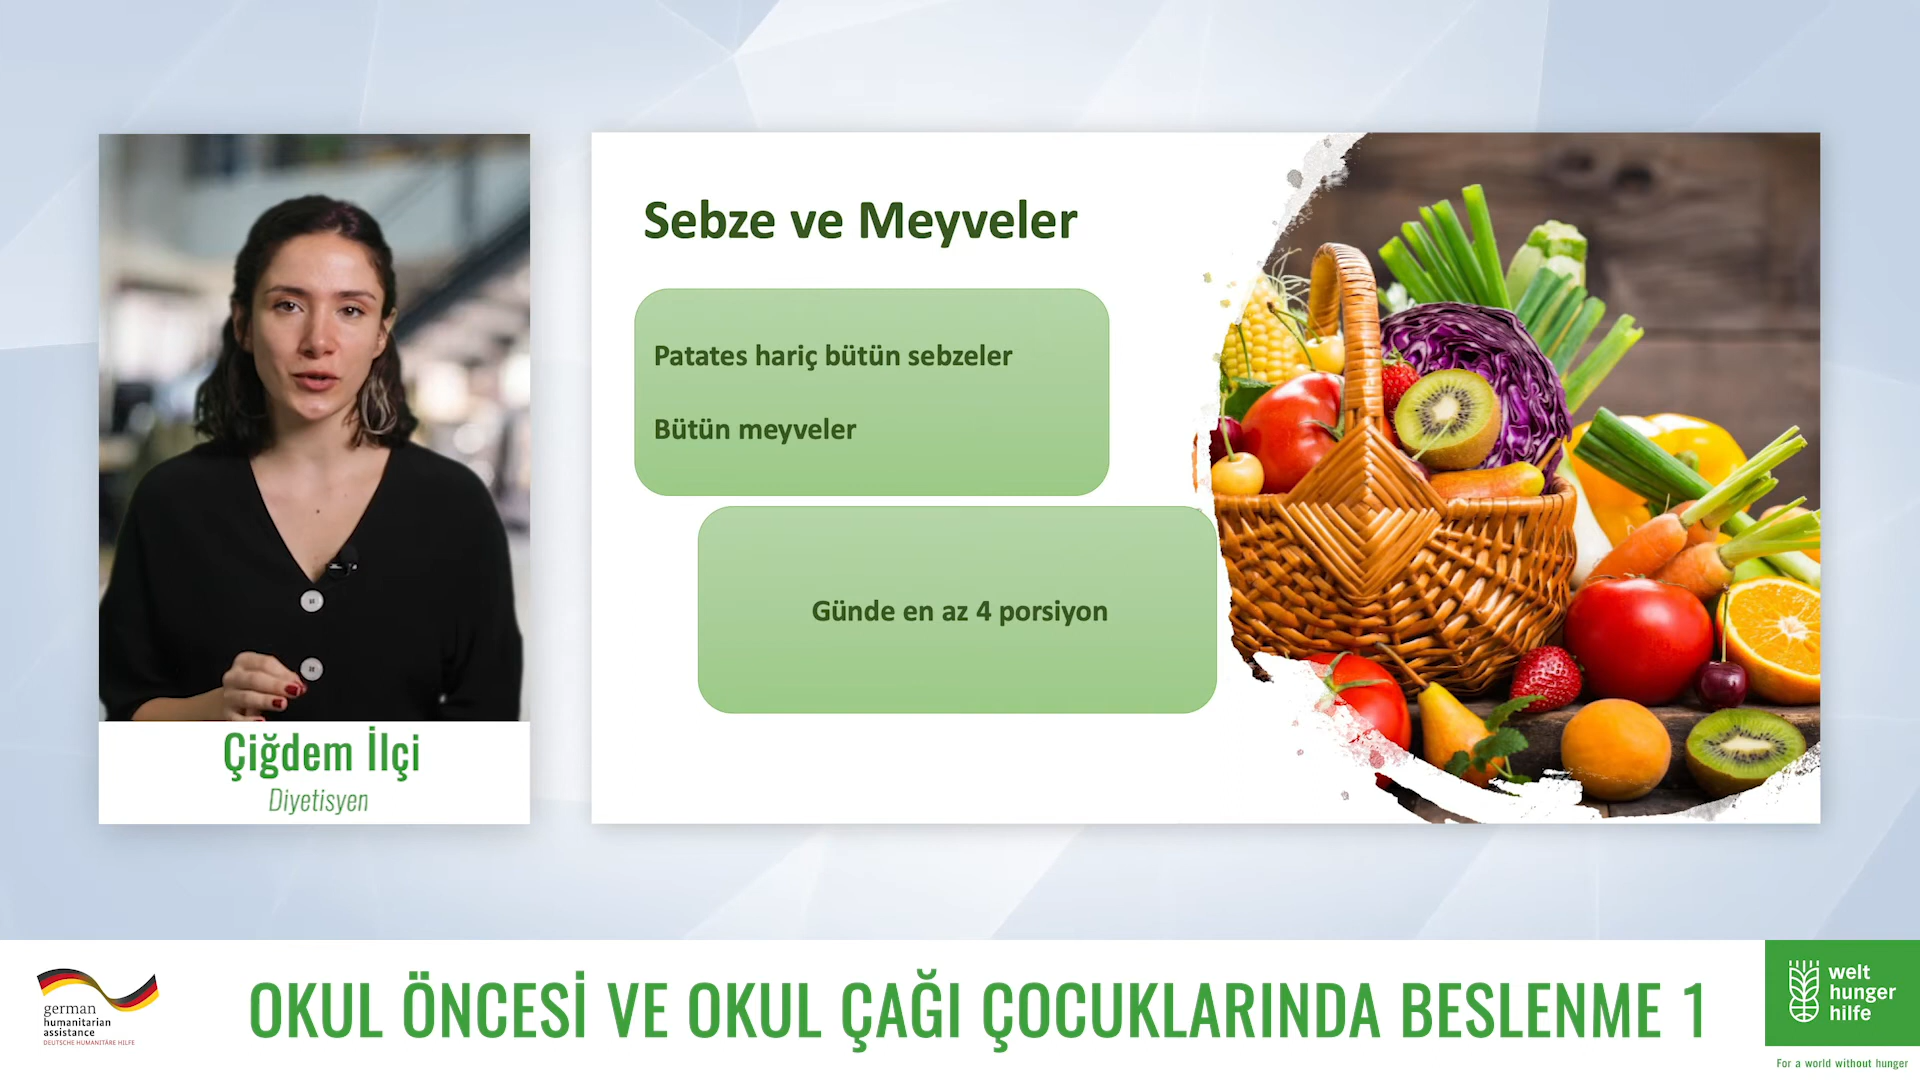 Sebze ve Meyveler
Patates hariç bütün sebzeler
Bütün meyveler
Günde en az 4 porsiyon
Çiğdem İlçi
Diyetisyen
german
humanitarian
assistance
DEUTSCHE HUMANITÄRE HILFE
OKUL ÖNCESİ VE OKUL ÇAĞI ÇOCUKLARINDA BESLENME 1
welt
hunger
hilfe
For a world without hunger